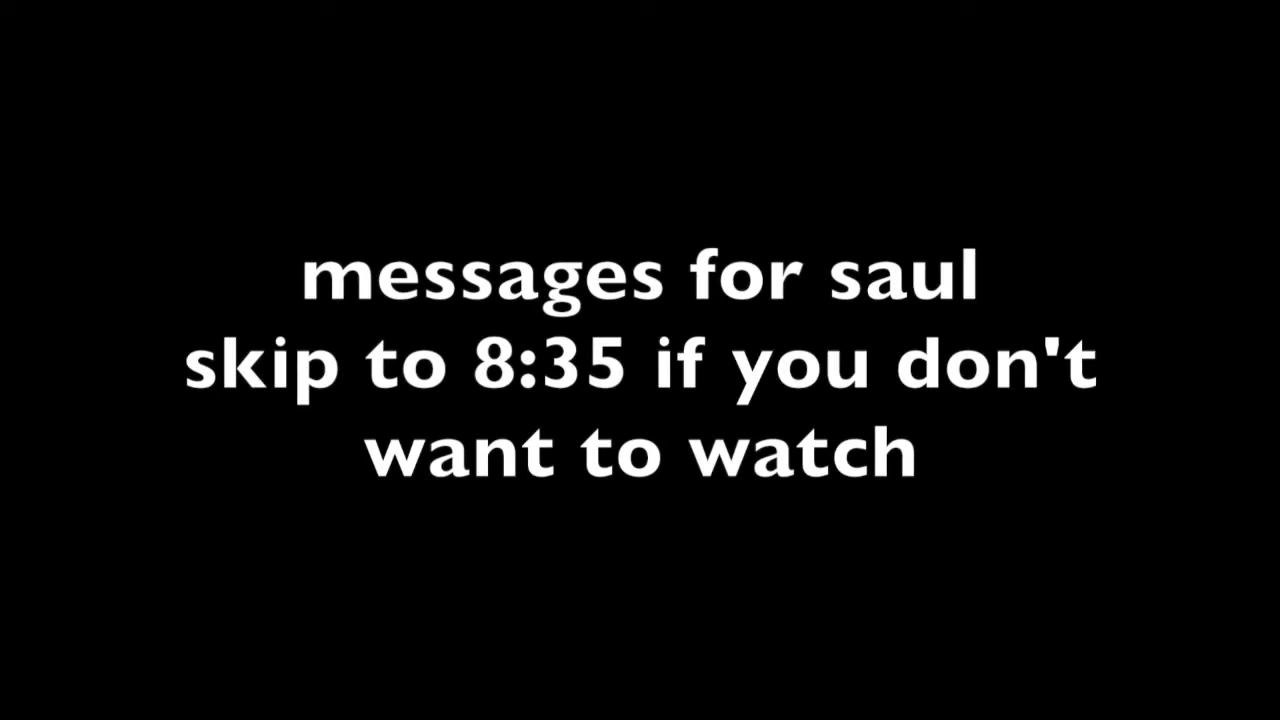 messages for saul
skip to 8:35 if you don't
want to watch